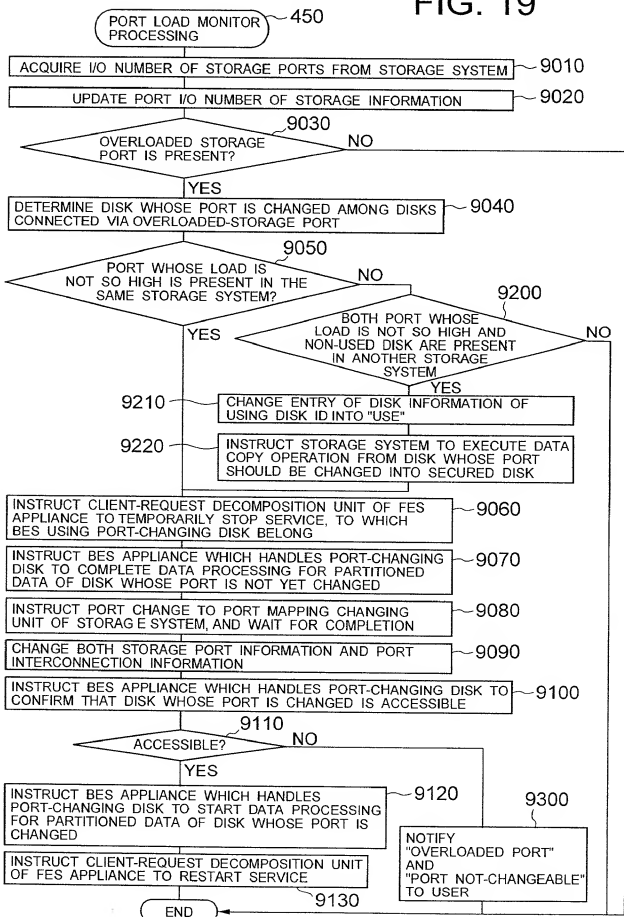 FIG. 19
PORT LOAD MONITOR
PROCESSING
450
ACQUIRE I/O NUMBER OF STORAGE PORTS FROM STORAGE SYSTEM
9010
UPDATE PORT I/O NUMBER OF STORAGE INFORMATION
9020
9030
OVERLOADED STORAGE
PORT IS PRESENT?
NO
YES
DETERMINE DISK WHOSE PORT IS CHANGED AMONG DISKS
CONNECTED VIA OVERLOADED-STORAGE PORT
9040
9050
PORT WHOSE LOAD IS
NOT SO HIGH IS PRESENT IN THE
SAME STORAGE SYSTEM?
NO
YES
9200
BOTH PORT WHOSE
LOAD IS NOT SO HIGH AND
NON-USED DISK ARE PRESENT
IN ANOTHER STORAGE
SYSTEM
NO
YES
9210
CHANGE ENTRY OF DISK INFORMATION OF
USING DISK ID INTO "USE"
9220
INSTRUCT STORAGE SYSTEM TO EXECUTE DATA
COPY OPERATION FROM DISK WHOSE PORT
SHOULD BE CHANGED INTO SECURED DISK
INSTRUCT CLIENT-REQUEST DECOMPOSITION UNIT OF FES
APPLIANCE TO TEMPORARILY STOP SERVICE, TO WHICH
BES USING PORT-CHANGING DISK BELONG
9060
INSTRUCT BES APPLIANCE WHICH HANDLES PORT-CHANGING
DISK TO COMPLETE DATA PROCESSING FOR PARTITIONED
DATA OF DISK WHOSE PORT IS NOT YET CHANGED
9070
INSTRUCT PORT CHANGE TO PORT MAPPING CHANGING
UNIT OF STORAGE SYSTEM, AND WAIT FOR COMPLETION
9080
CHANGE BOTH STORAGE PORT INFORMATION AND PORT
INTERCONNECTION INFORMATION
9090
INSTRUCT BES APPLIANCE WHICH HANDLES PORT-CHANGING DISK TO
CONFIRM THAT DISK WHOSE PORT IS CHANGED IS ACCESSIBLE
9100
9110
ACCESSIBLE?
NO
YES
INSTRUCT BES APPLIANCE WHICH HANDLES
PORT-CHANGING DISK TO START DATA PROCESSING
FOR PARTITIONED DATA OF DISK WHOSE PORT IS
CHANGED
9120
9300
NOTIFY
"OVERLOADED PORT"
AND
"PORT NOT-CHANGEABLE"
TO USER
INSTRUCT CLIENT-REQUEST DECOMPOSITION UNIT
OF FES APPLIANCE TO RESTART SERVICE
9130
END